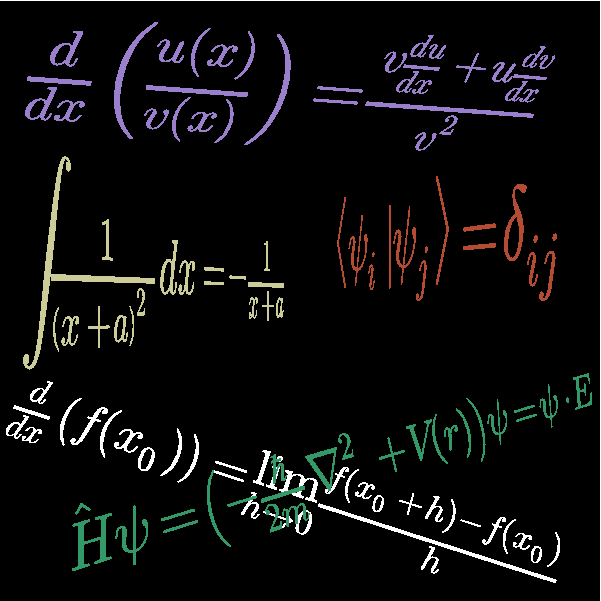 \frac{d}{dx}\left(\frac{u(x)}{v(x)}\right)=\frac{v\frac{du}{dx}+u\frac{dv}{dx}}{v^2}
\int\frac{1}{(x+a)^2}dx=-\frac{1}{x+a}
\langle\psi_i|\psi_j\rangle=\delta_{ij}
\frac{d}{dx}(f(x_0))=\lim_{h\to 0}\frac{f(x_0+h)-f(x_0)}{h}
\hat{H}\psi=\left(-\frac{\hbar}{2m}\nabla^2+V(r)\right)\psi=\psi\cdot E